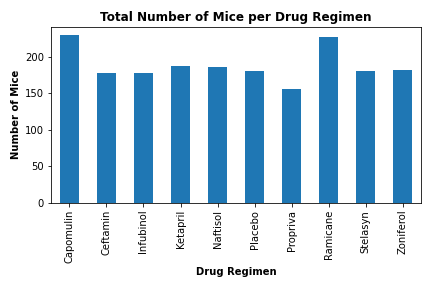 Total Number of Mice per Drug Regimen
Number of Mice
200
150
100
50
0
Capomulin
Ceftamin
Infubinol
Ketapril
Naftisol
Placebo
Propriva
Ramicane
Stelasyn
Zoniferol
Drug Regimen